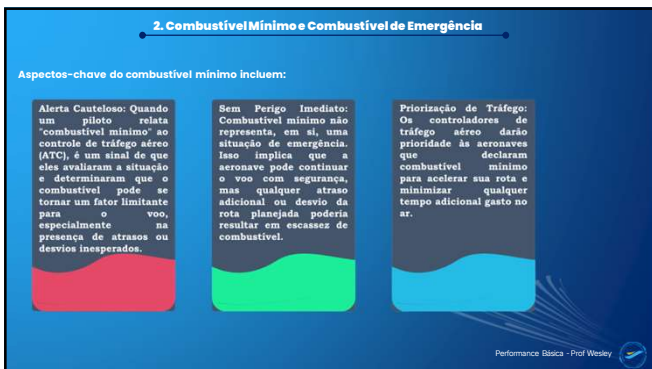 2. Combustível Mínimo e Combustível de Emergência
Aspectos-chave do combustível mínimo incluem:
Alerta Cauteloso: Quando
um piloto relata
"combustível mínimo" ao
controle de tráfego aéreo
(ATC), é um sinal de que
eles avaliaram a situação
e determinaram que o
combustível pode se
tornar um fator limitante
para o voo,
especialmente na
presença de atrasos ou
desvios inesperados.
Sem Perigo Imediato:
Combustível mínimo não
representa, em si, uma
situação de emergência.
Isso implica que a
aeronave pode continuar
o voo com segurança,
mas qualquer atraso
adicional ou desvio da
rota planejada poderia
resultar em escassez de
combustível.
Priorização de Tráfego:
Os controladores de
tráfego aéreo darão
prioridade às aeronaves
que declaram
combustível mínimo
para acelerar sua rota e
minimizar qualquer
tempo adicional gasto no
ar.
Performance Básica - Prof Wesley